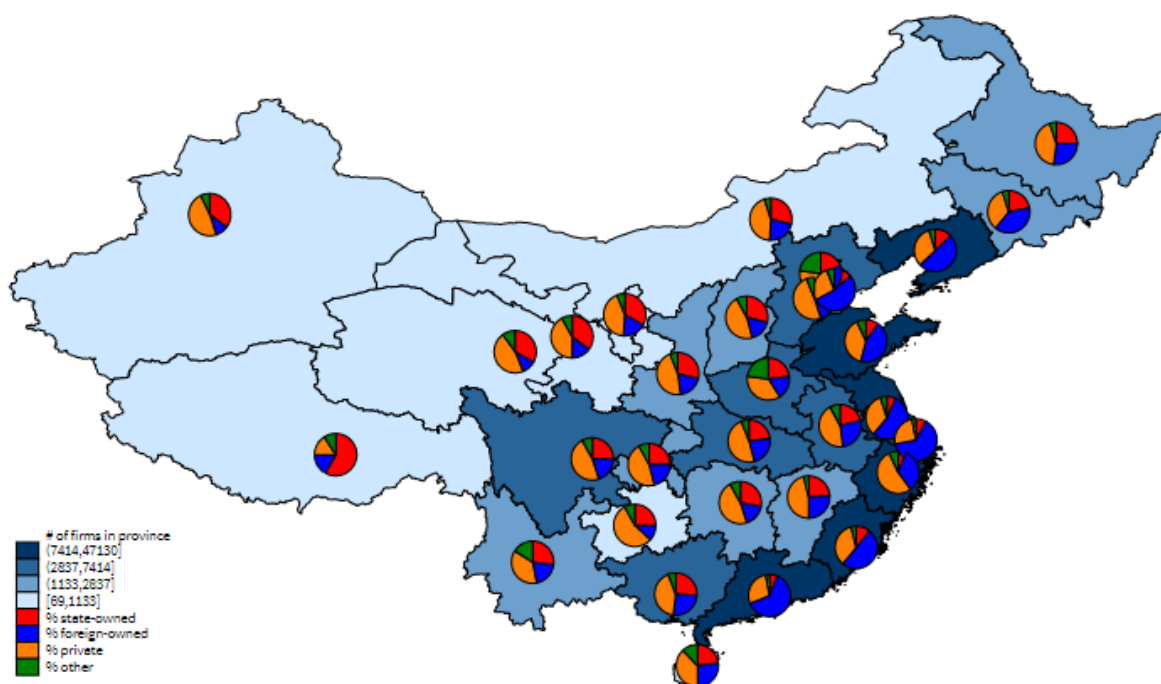 # of firms in province
(7414,47130]
(2837,7414]
(1133,2837]
[69,1133]
% state-owned
% foreign-owned
% private
% other